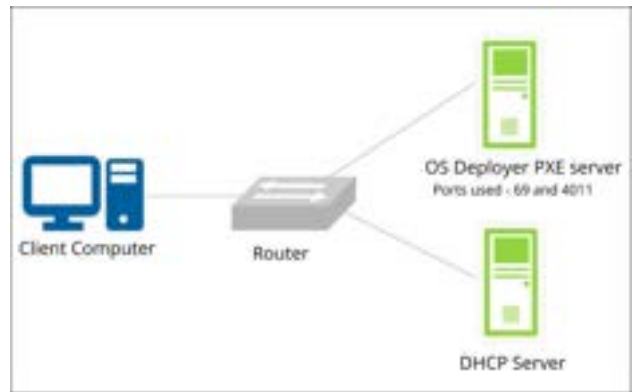 OS Deployer PXE server
Ports used - 69 and 4011
Client Computer
Router
DHCP Server